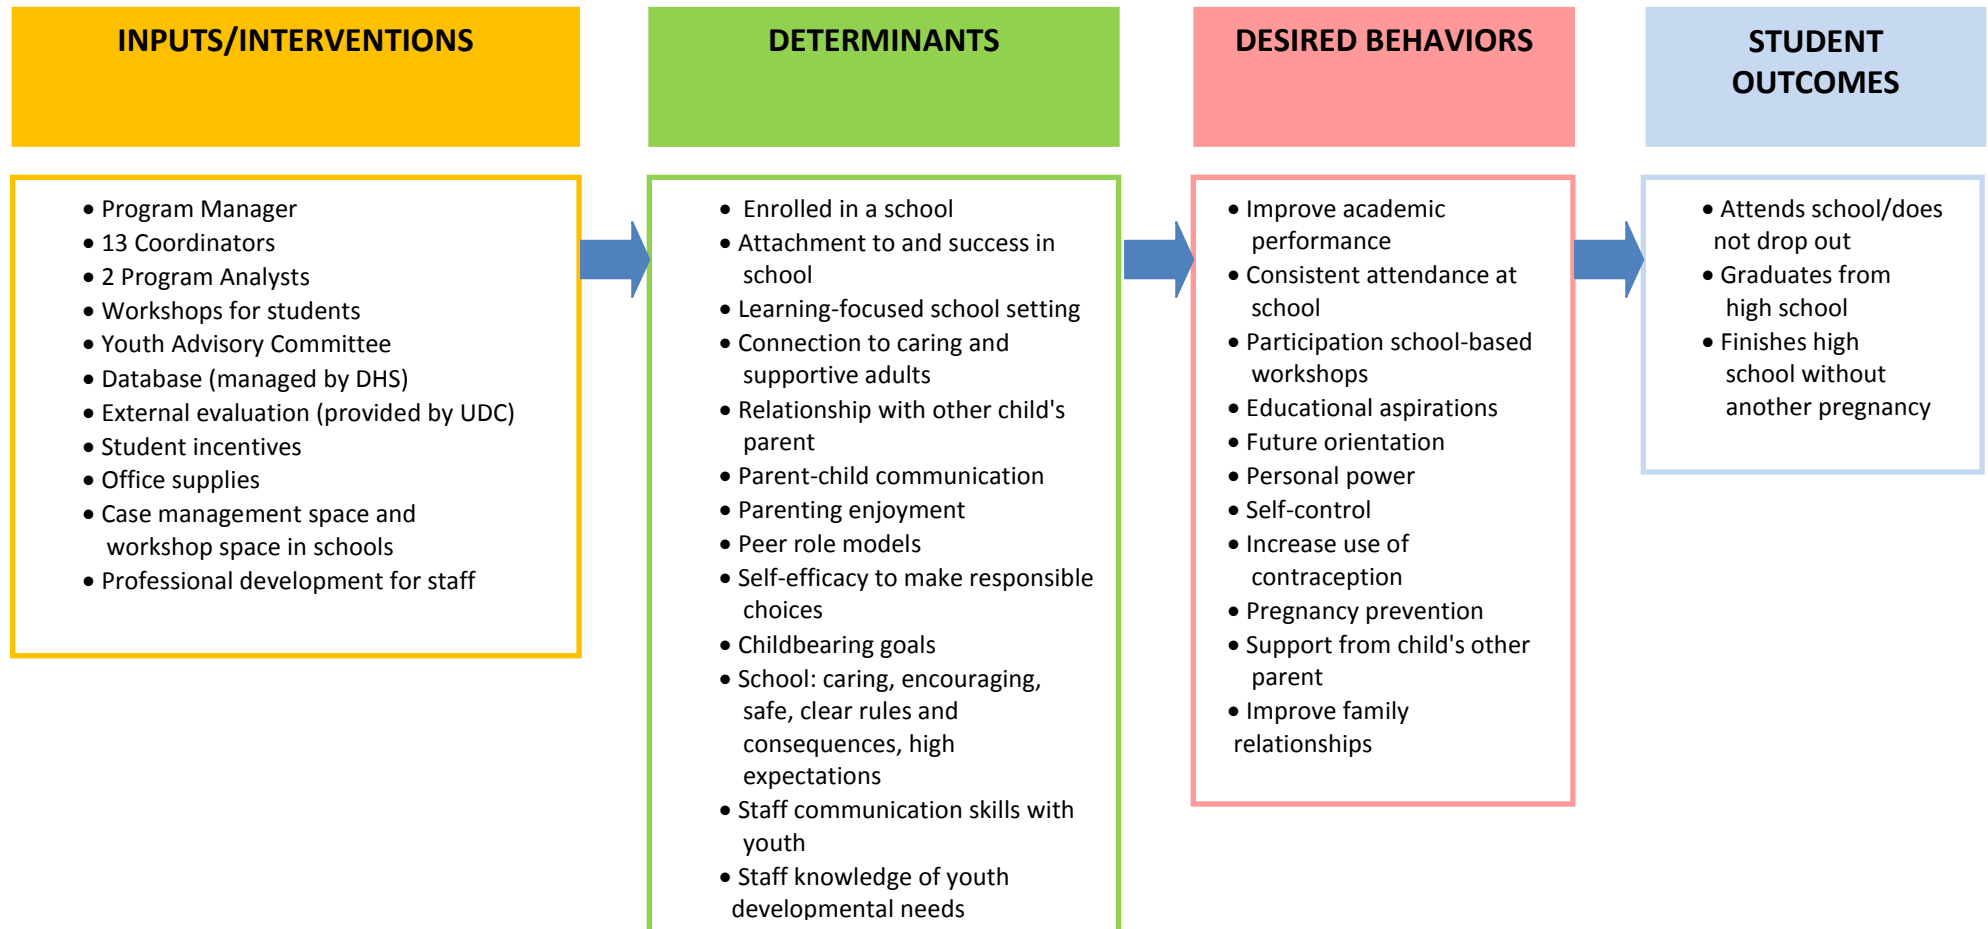 INPUTS/INTERVENTIONS
DETERMINANTS
DESIRED BEHAVIORS
STUDENT
OUTCOMES
• Program Manager
• 13 Coordinators
• 2 Program Analysts
• Workshops for students
• Youth Advisory Committee
• Database (managed by DHS)
• External evaluation (provided by UDC)
• Student incentives
• Office supplies
• Case management space and
workshop space in schools
• Professional development for staff
• Enrolled in a school
• Attachment to and success in
school
• Learning-focused school setting
• Connection to caring and
supportive adults
• Relationship with other child's
parent
• Parent-child communication
• Parenting enjoyment
• Peer role models
• Self-efficacy to make responsible
choices
• Childbearing goals
• School: caring, encouraging,
safe, clear rules and
consequences, high
expectations
• Staff communication skills with
youth
• Staff knowledge of youth
developmental needs
• Improve academic
performance
• Consistent attendance at
school
• Participation school-based
workshops
• Educational aspirations
• Future orientation
• Personal power
• Self-control
• Increase use of
contraception
• Pregnancy prevention
• Support from child's other
parent
• Improve family
relationships
• Attends school/does
not drop out
• Graduates from
high school
• Finishes high
school without
another pregnancy